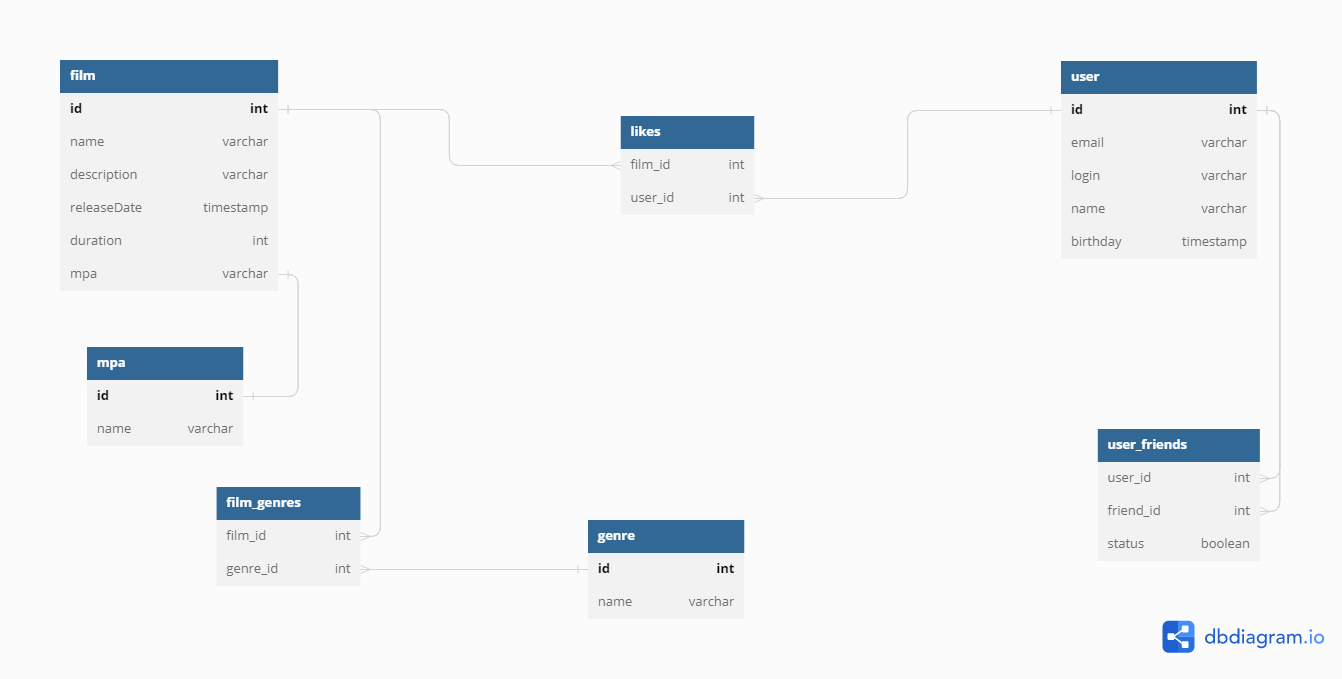 film
id int
name varchar
description varchar
releaseDate timestamp
duration int
mpa varchar
mpa
id int
name varchar
film_genres
film_id int
genre_id int
likes
film_id int
user_id int
genre
id int
name varchar
user
id int
email varchar
login varchar
name varchar
birthday timestamp
user_friends
user_id int
friend_id int
status boolean
dbdiagram.io